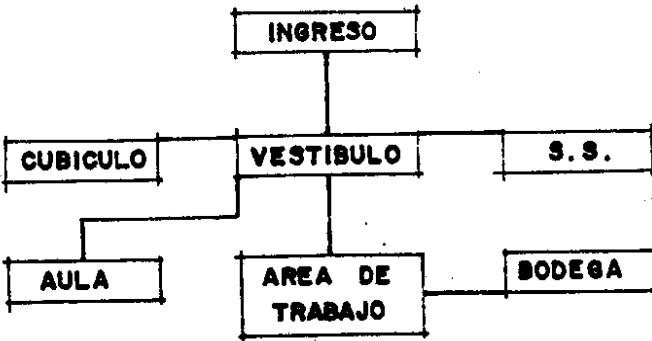 INGRESO
CUBICULO
VESTIBULO
S.S.
AULA
AREA DE
TRABAJO
BODEGA